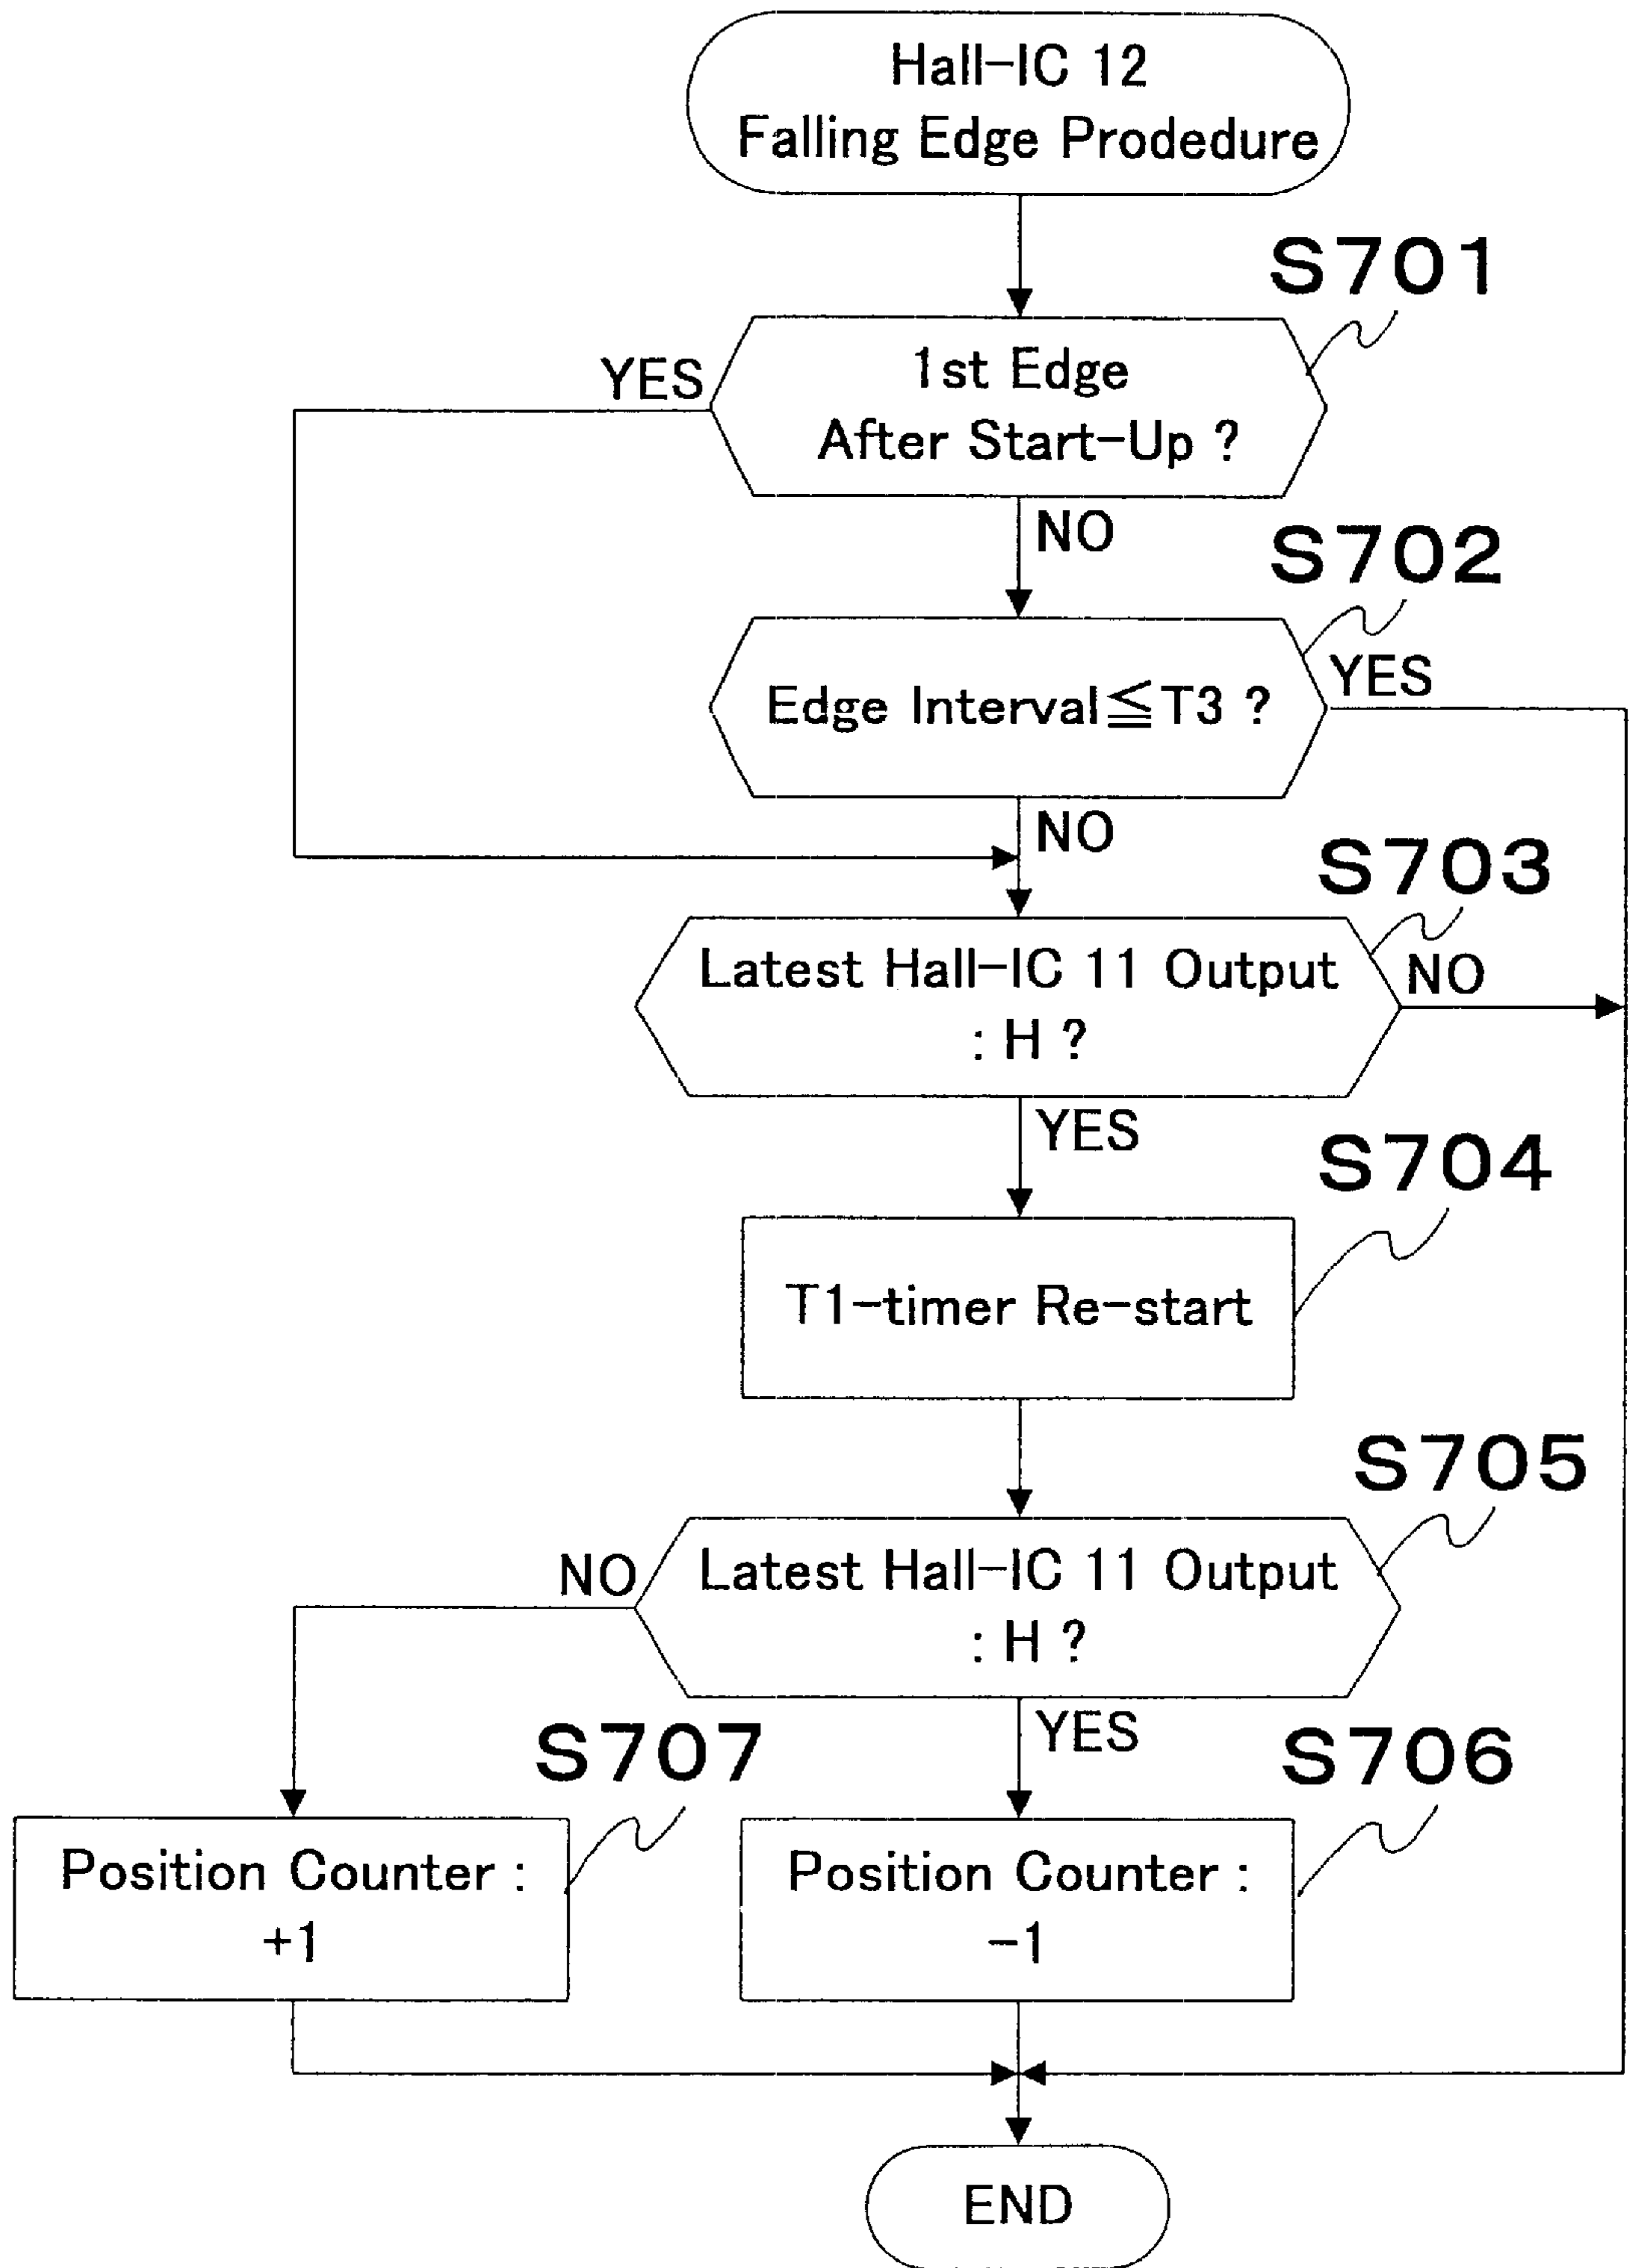 Hall-IC 12
Falling Edge Prodedure
S701
YES
1st Edge
After Start-Up ?
NO
S702
YES
Edge Interval≦T3 ?
NO
S703
Latest Hall-IC 11 Output
: H ?
NO
YES
S704
T1-timer Re-start
S705
NO
Latest Hall-IC 11 Output
: H ?
YES
S707
S706
Position Counter :
+1
Position Counter :
-1
END